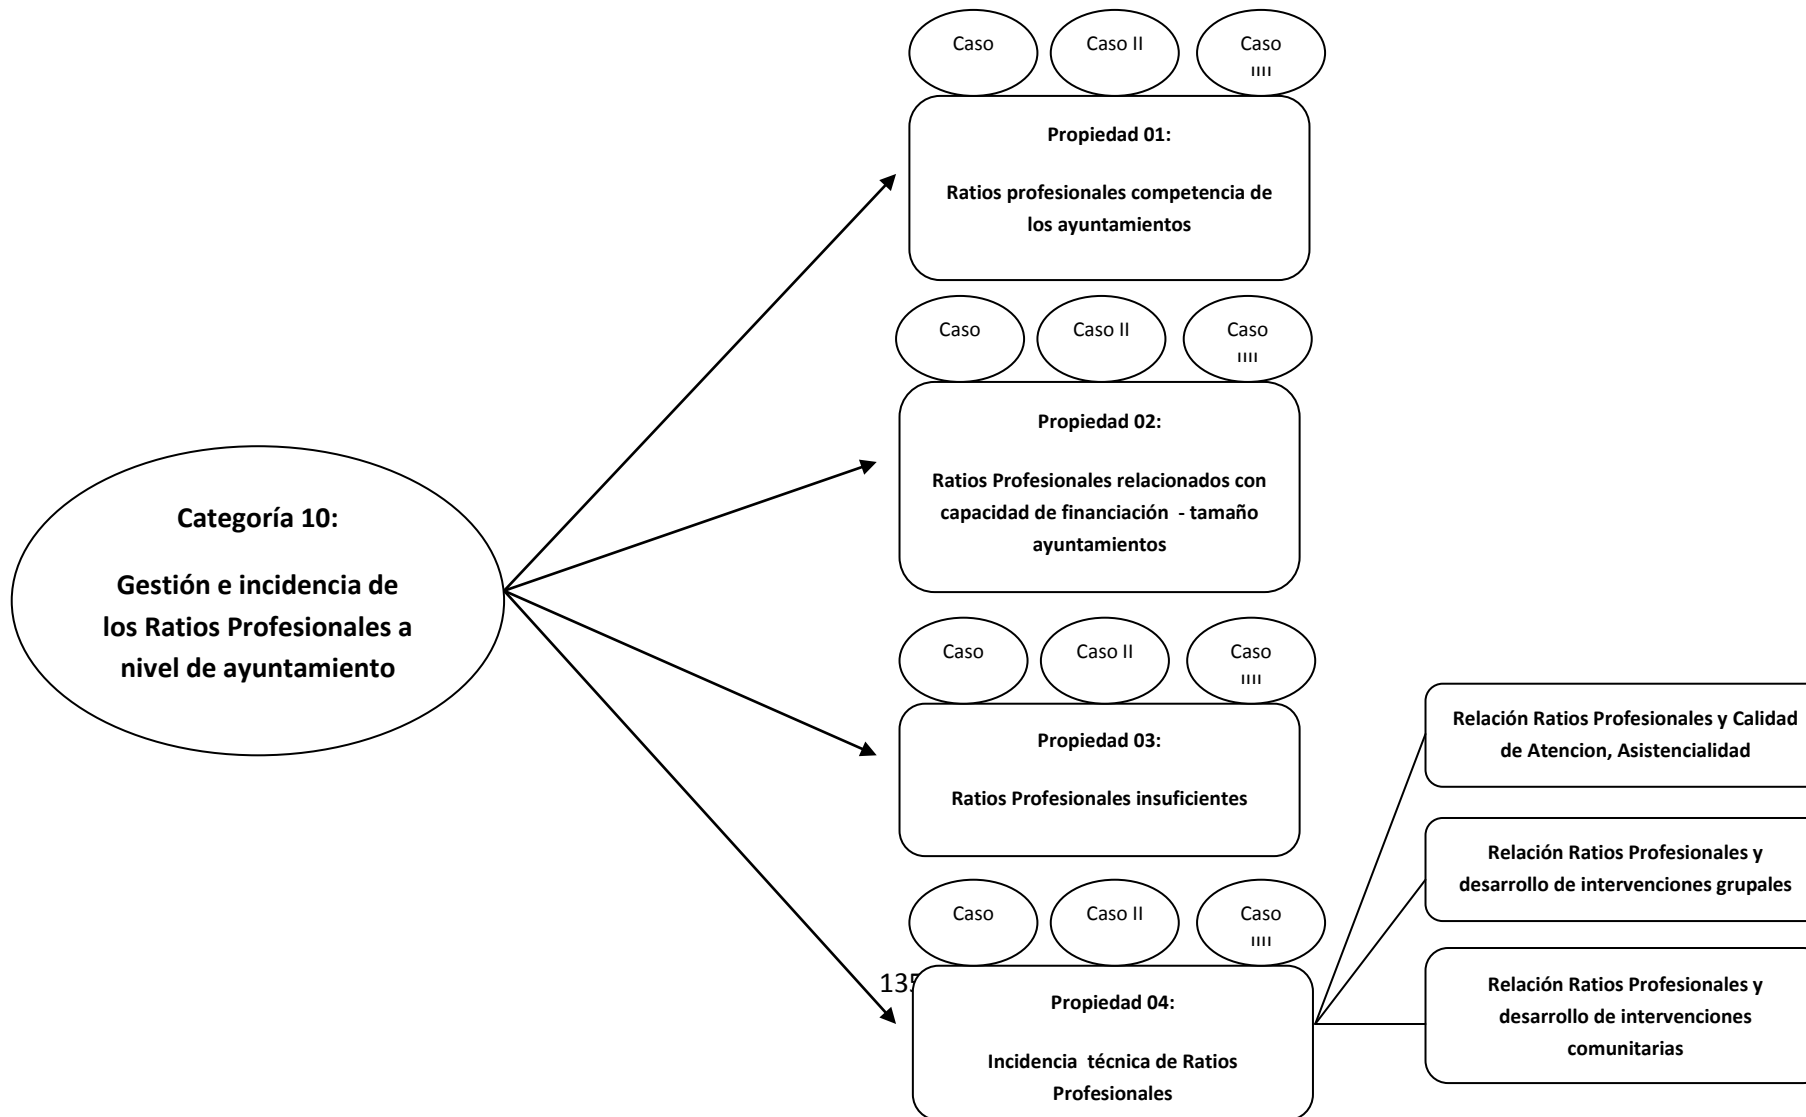 Categoría 10:
Gestión e incidencia de
los Ratios Profesionales a
nivel de ayuntamiento
Caso
Caso II
Caso
Propiedad 01:
Ratios profesionales competencia de
los ayuntamientos
Caso
Caso II
Caso
Propiedad 02:
Ratios Profesionales relacionados con
capacidad de financiación - tamaño
ayuntamientos
Caso
Caso II
Caso
Propiedad 03:
Ratios Profesionales insuficientes
Caso
Caso II
Caso
135
Propiedad 04:
Incidencia técnica de Ratios
Profesionales
Relación Ratios Profesionales y Calidad
de Atencion, Asistencialidad
Relación Ratios Profesionales y
desarrollo de intervenciones grupales
Relación Ratios Profesionales y
desarrollo de intervenciones
comunitarias